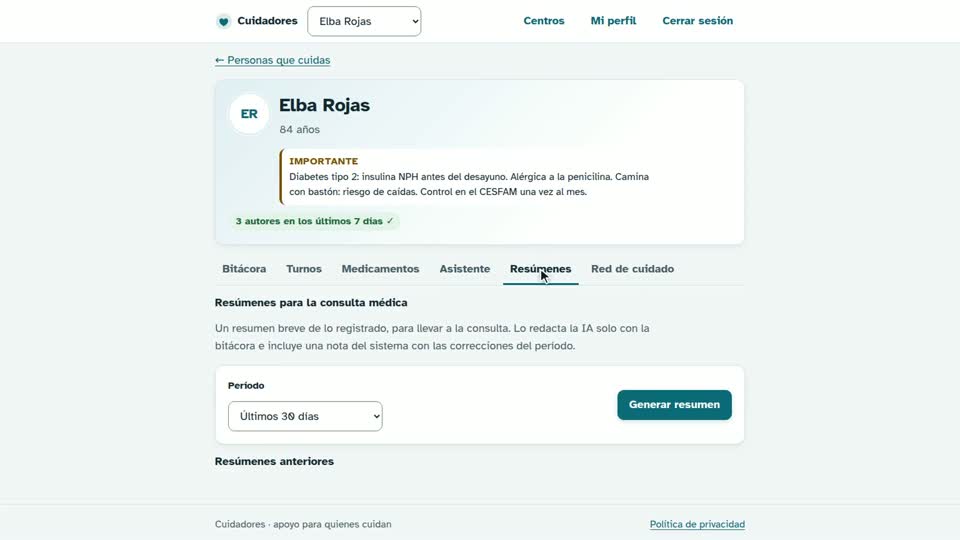 Cuidadores
Elba Rojas
Centros
Mi perfil
Cerrar sesión
← Personas que cuidas
ER
Elba Rojas
84 años
IMPORTANTE
Diabetes tipo 2: insulina NPH antes del desayuno. Alérgica a la penicilina. Camina
con bastón: riesgo de caídas. Control en el CESFAM una vez al mes.
3 autores en los últimos 7 días ✓
Bitácora
Turnos
Medicamentos
Asistente
Resúmenes
Red de cuidado
Resúmenes para la consulta médica
Un resumen breve de lo registrado, para llevar a la consulta. Lo redacta la IA solo con la
bitácora e incluye una nota del sistema con las correcciones del período.
Período
Últimos 30 días
Generar resumen
Resúmenes anteriores
Cuidadores · apoyo para quienes cuidan
Política de privacidad